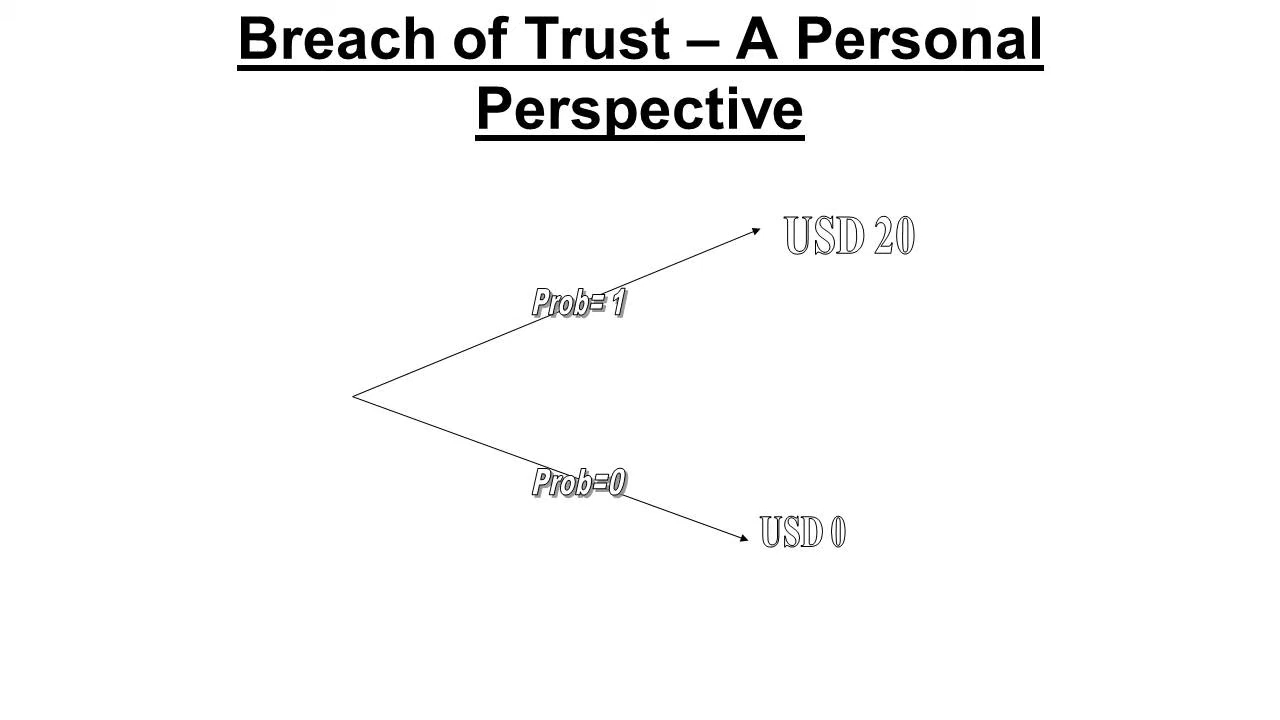 Breach of Trust – A Personal
Perspective
USD 20
Prob= 1
Prob=0
USD 0